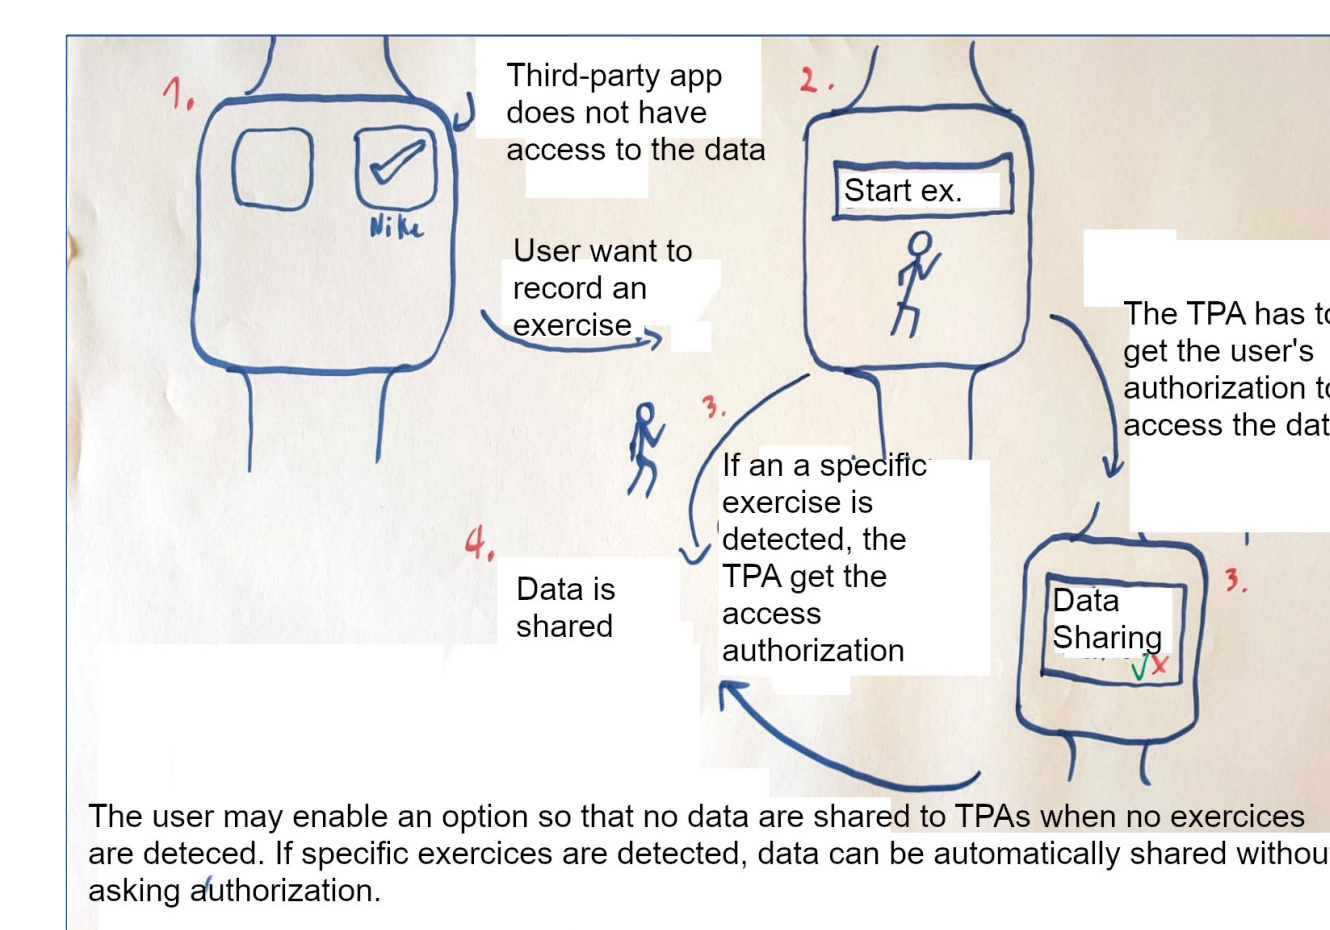 1.
Third-party app
does not have
access to the data
Nike
User want to
record an
exercise
2.
Start ex.
The TPA has to
get the user's
authorization to
access the dat
3.
If an a specific
exercise is
detected, the
TPA get the
access
authorization
3.
Data
Sharing
4.
Data is
shared
The user may enable an option so that no data are shared to TPAs when no exercices
are deteced. If specific exercices are detected, data can be automatically shared withou
asking authorization.